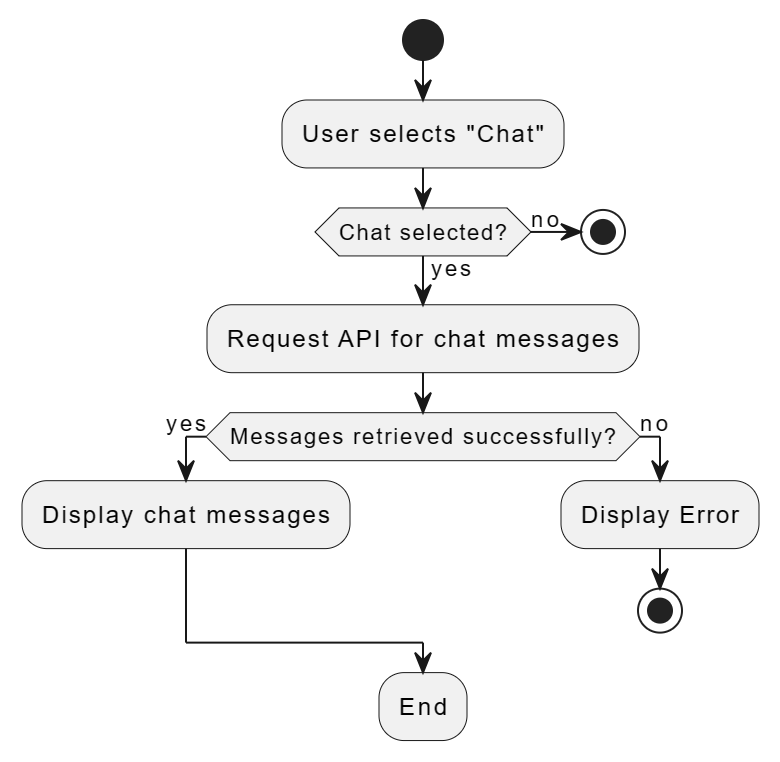 User selects "Chat"
Chat selected?
no
yes
Request API for chat messages
yes
Messages retrieved successfully?
no
Display chat messages
Display Error
End